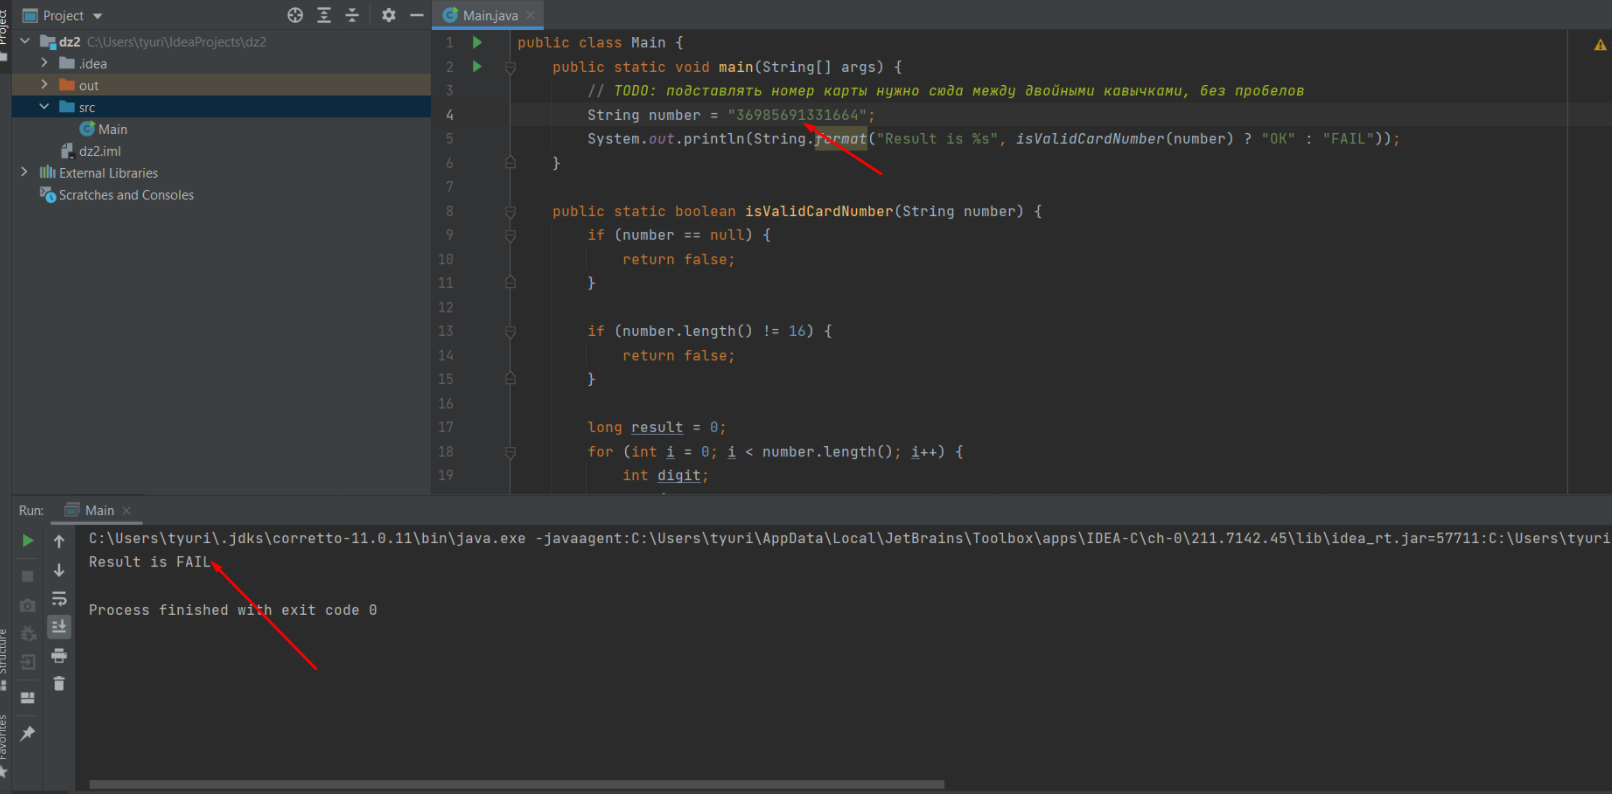 Project
Project
dz2 C:\Users\tyuri\IdeaProjects\dz2
.idea
out
src
Main
dz2.iml
External Libraries
Scratches and Consoles
Main.java
1 public class Main {
2 public static void main(String[] args) {
3 // TODO: подставлять номер карты нужно сюда между двойными кавычками, без пробелов
4 String number = "36985691331664";
5 System.out.println(String.format("Result is %s", isValidCardNumber(number) ? "OK" : "FAIL"));
6 }
7
8 public static boolean isValidCardNumber(String number) {
9 if (number == null) {
10 return false;
11 }
12
13 if (number.length() != 16) {
14 return false;
15 }
16
17 long result = 0;
18 for (int i = 0; i < number.length(); i++) {
19 int digit;
Run: Main
C:\Users\tyuri\.jdks\corretto-11.0.11\bin\java.exe -javaagent:C:\Users\tyuri\AppData\Local\JetBrains\Toolbox\apps\IDEA-C\ch-0\211.7142.45\lib\idea_rt.jar=57711:C:\Users\tyuri
Result is FAIL
Process finished with exit code 0
Structure
Favorites